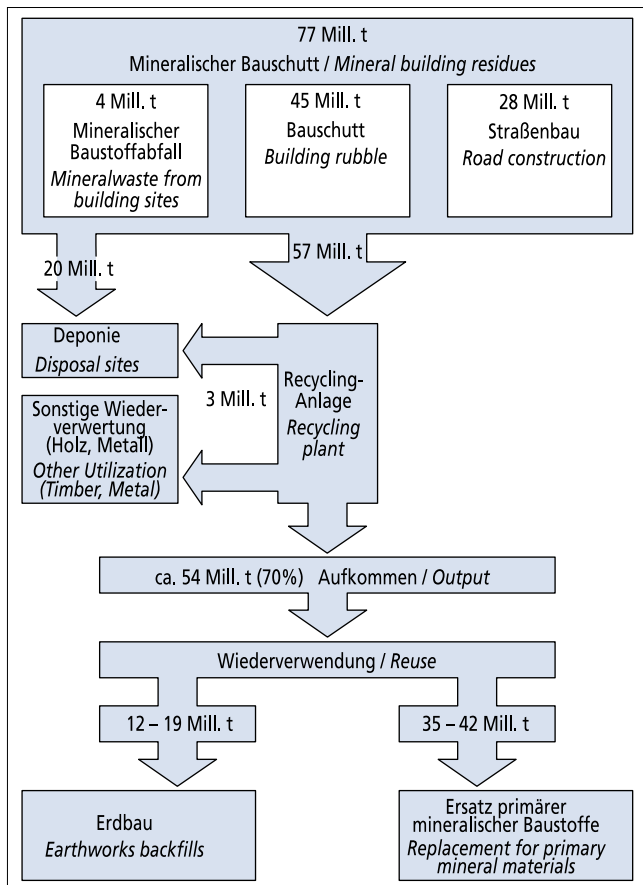 77 Mill. t
Mineralischer Bauschutt / Mineral building residues
4 Mill. t
Mineralischer
Baustoffabfall
Mineralwaste from
building sites
45 Mill. t
Bauschutt
Building rubble
28 Mill. t
Straßenbau
Road construction
20 Mill. t
57 Mill. t
Deponie
Disposal sites
3 Mill. t
Recycling-
Anlage
Recycling
plant
Sonstige Wieder-
verwertung
(Holz, Metall)
Other Utilization
(Timber, Metal)
ca. 54 Mill. t (70%) Aufkommen / Output
Wiederverwendung / Reuse
12 – 19 Mill. t
35 – 42 Mill. t
Erdbau
Earthworks backfills
Ersatz primärer
mineralischer Baustoffe
Replacement for primary
mineral materials